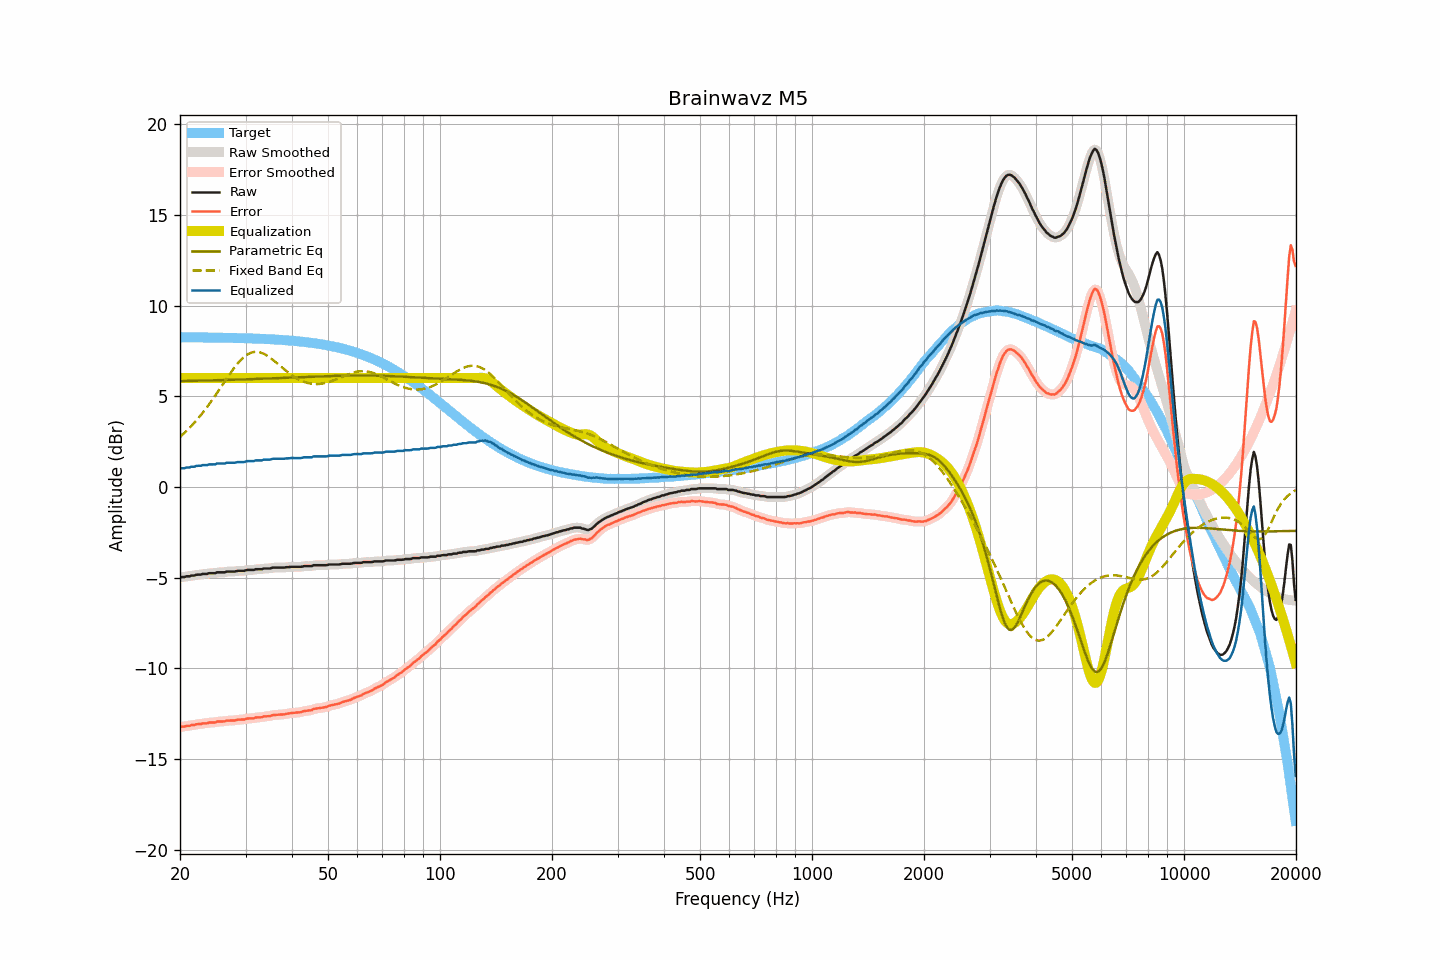 Brainwavz M5
Target
Raw Smoothed
Error Smoothed
Raw
Error
Equalization
Parametric Eq
Fixed Band Eq
Equalized
Amplitude (dBr)
20
15
10
5
0
−5
−10
−15
−20
20 50 100 200 500 1000 2000 5000 10000 20000
Frequency (Hz)